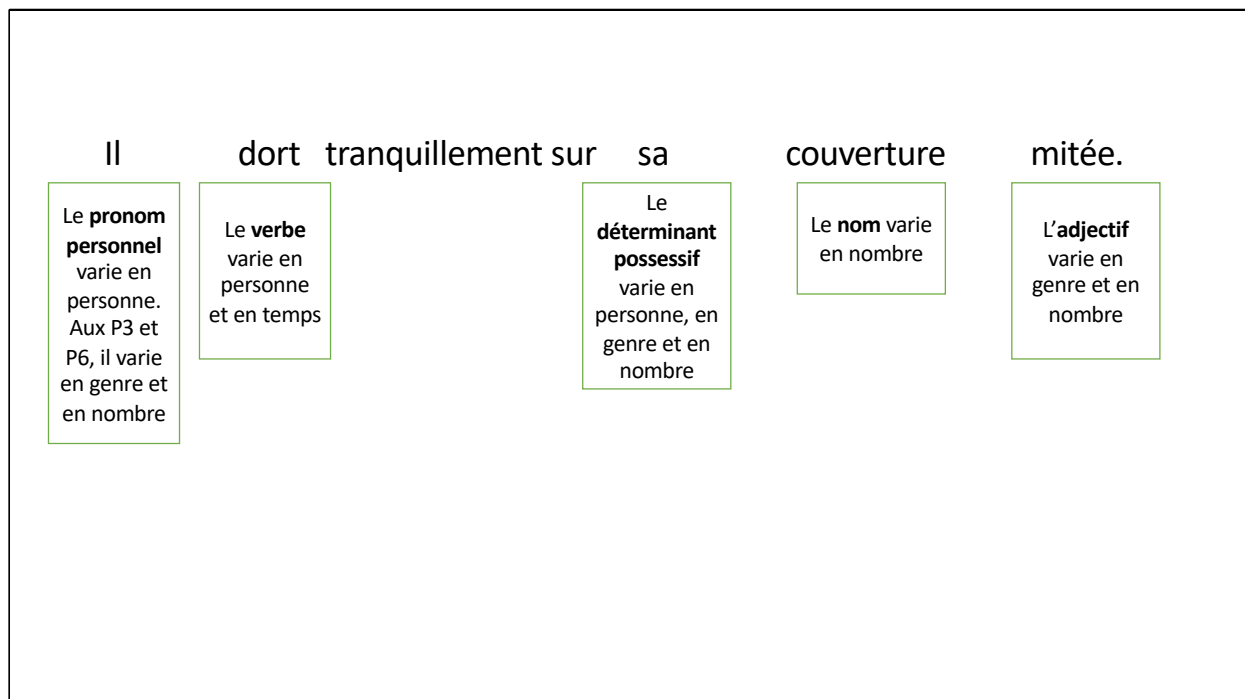 Il dort tranquillement sur sa couverture mitée.
Le pronom
personnel
varie en
personne.
Aux P3 et
P6, il varie
en genre et
en nombre
Le verbe
varie en
personne
et en temps
Le
déterminant
possessif
varie en
personne, en
genre et en
nombre
Le nom varie
en nombre
L’adjectif
varie en
genre et en
nombre